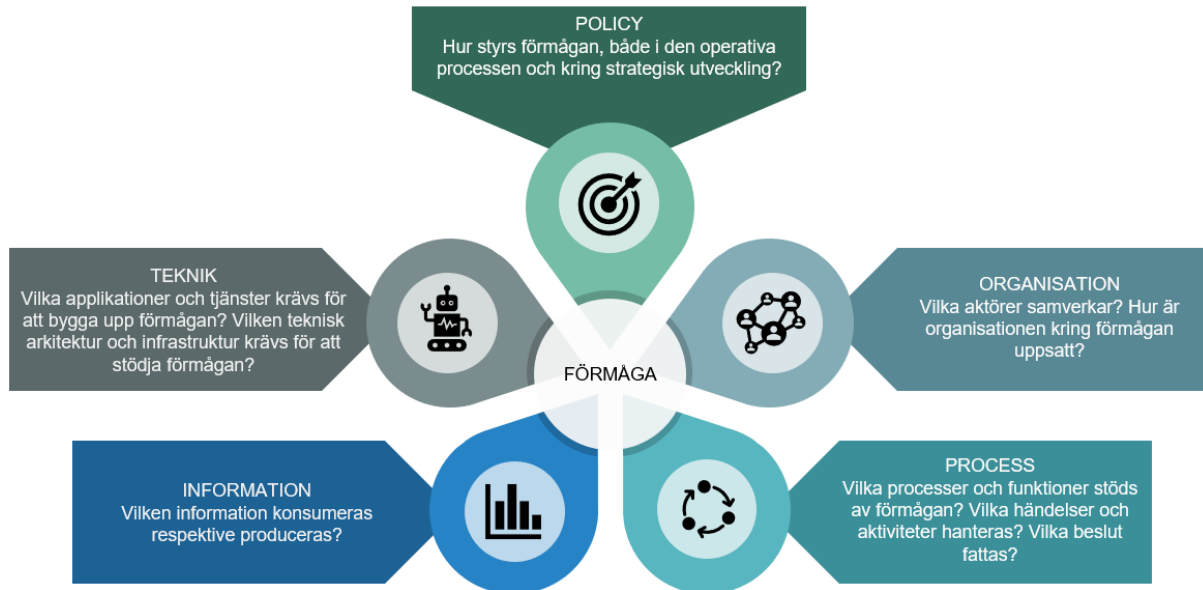 POLICY
Hur styrs förmågan, både i den operativa
processen och kring strategisk utveckling?
TEKNIK
Vilka applikationer och tjänster krävs för
att bygga upp förmågan? Vilken teknisk
arkitektur och infrastruktur krävs för att
stödja förmågan?
ORGANISATION
Vilka aktörer samverkar? Hur är
organisationen kring förmågan
uppsatt?
FÖRMÅGA
INFORMATION
Vilken information konsumeras
respektive produceras?
PROCESS
Vilka processer och funktioner stöds
av förmågan? Vilka händelser och
aktiviteter hanteras? Vilka beslut
fattas?